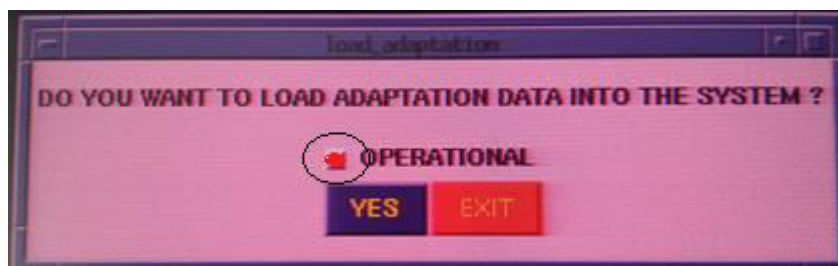 load_adaptation
DO YOU WANT TO LOAD ADAPTATION DATA INTO THE SYSTEM ?
OPERATIONAL
YES EXIT